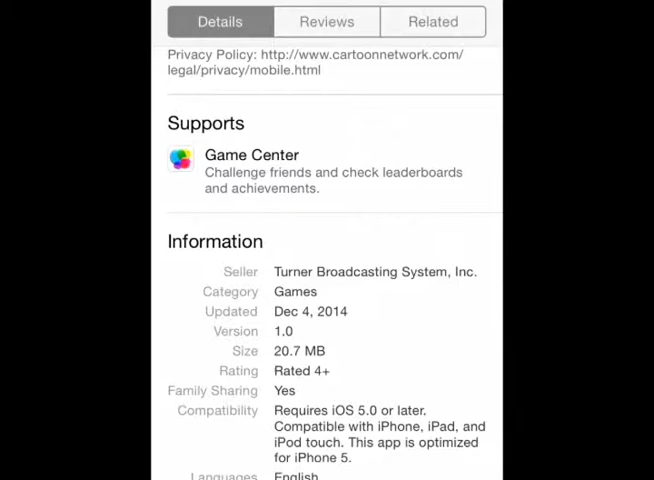 Details Reviews Related
Privacy Policy: http://www.cartoonnetwork.com/
legal/privacy/mobile.html
Supports
Game Center
Challenge friends and check leaderboards
and achievements.
Information
Seller Turner Broadcasting System, Inc.
Category Games
Updated Dec 4, 2014
Version 1.0
Size 20.7 MB
Rating Rated 4+
Family Sharing Yes
Compatibility Requires iOS 5.0 or later.
Compatible with iPhone, iPad, and
iPod touch. This app is optimized
for iPhone 5.
Languages English